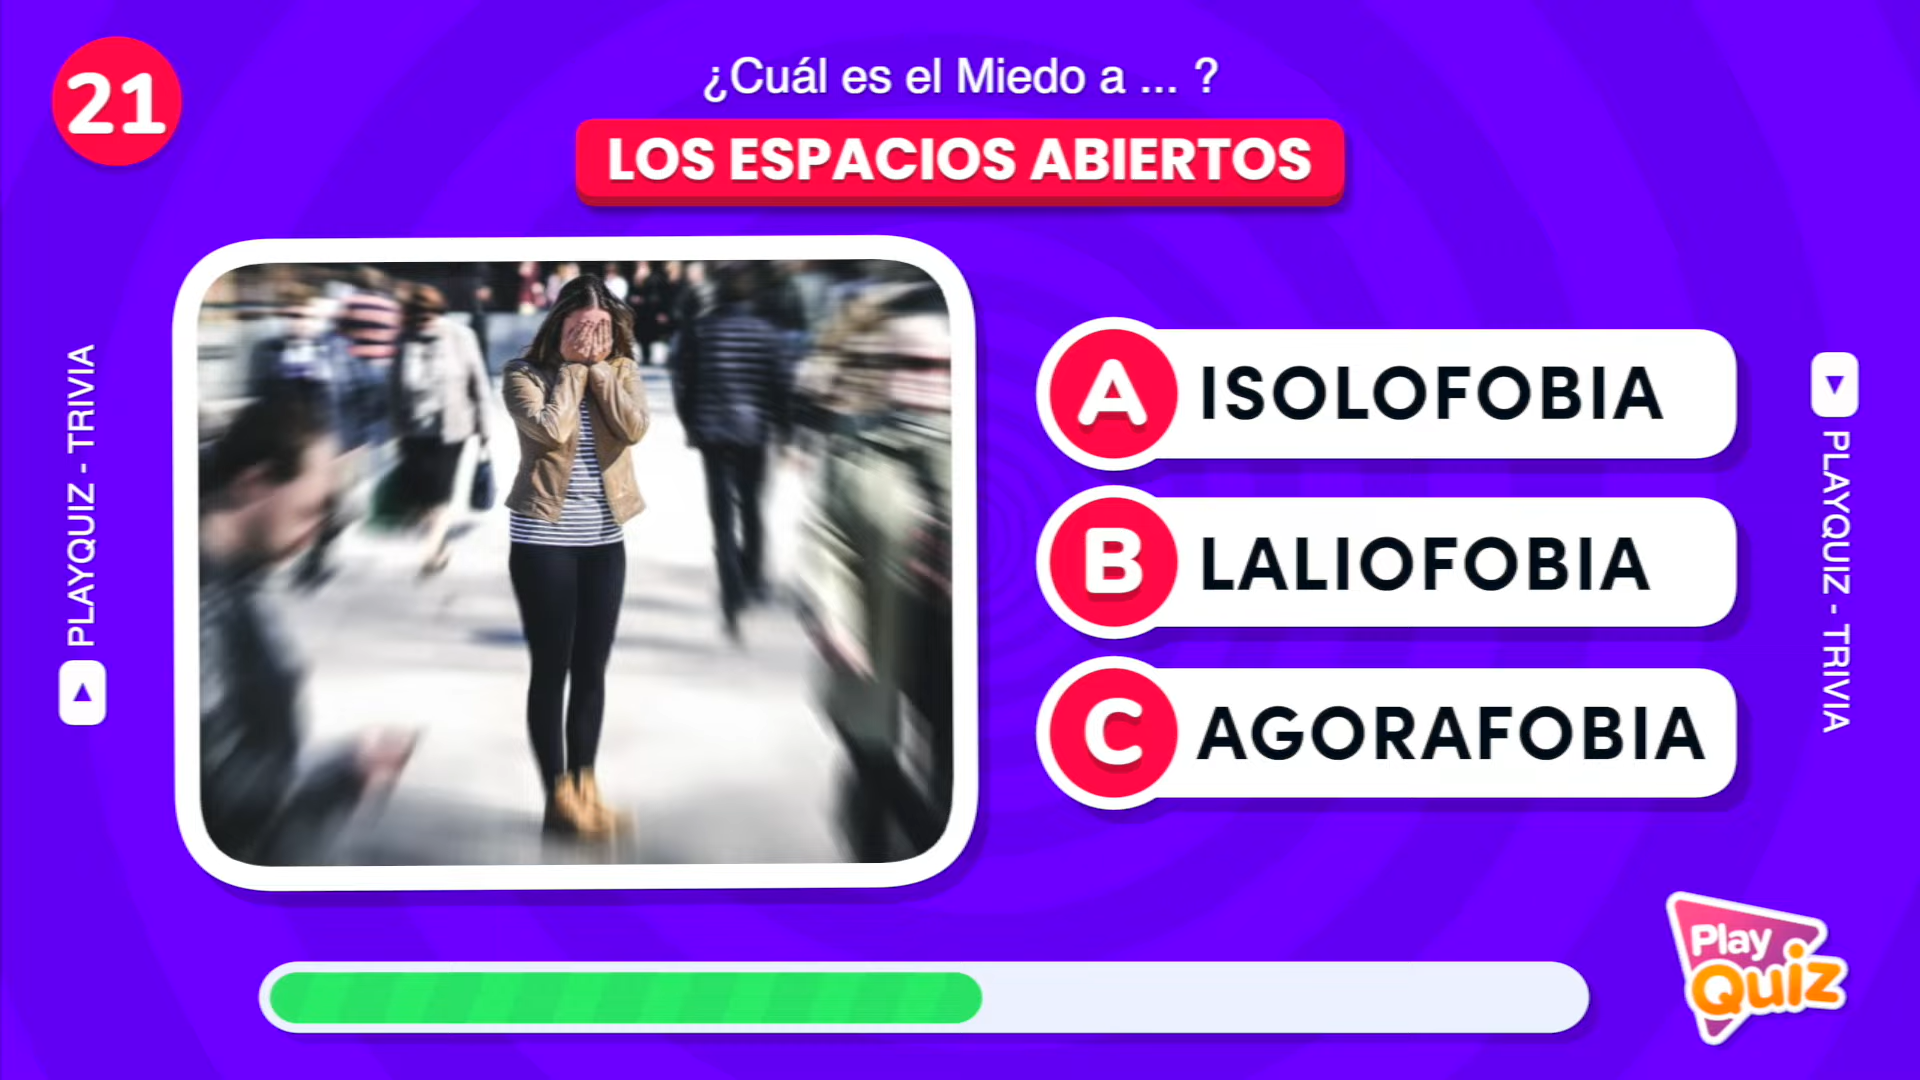 21
¿Cuál es el Miedo a ... ?
LOS ESPACIOS ABIERTOS
PLAYQUIZ - TRIVIA
A ISOLOFOBIA
B LALIOFOBIA
C AGORAFOBIA
PLAYQUIZ - TRIVIA
Play
Quiz